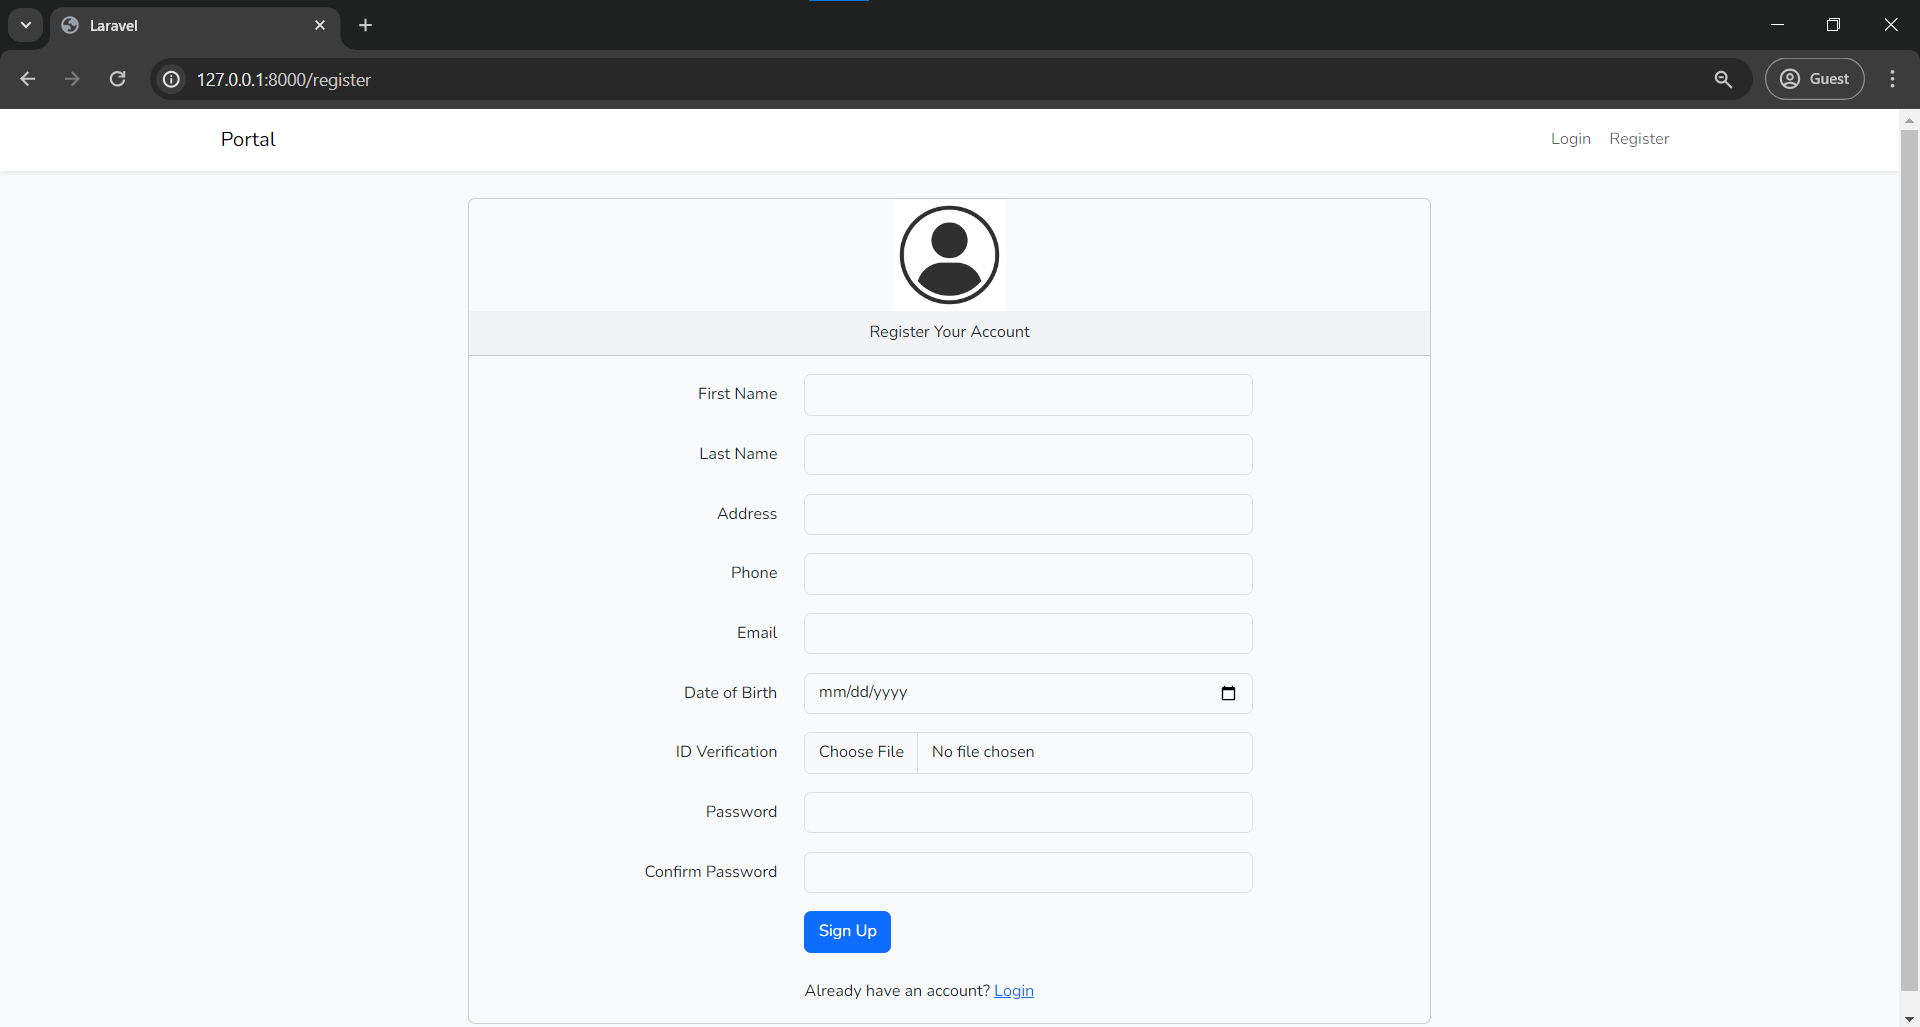 Laravel
127.0.0.1:8000/register
Guest
Portal
Login Register
Register Your Account
First Name
Last Name
Address
Phone
Email
Date of Birth mm/dd/yyyy
ID Verification Choose File No file chosen
Password
Confirm Password
Sign Up
Already have an account? Login